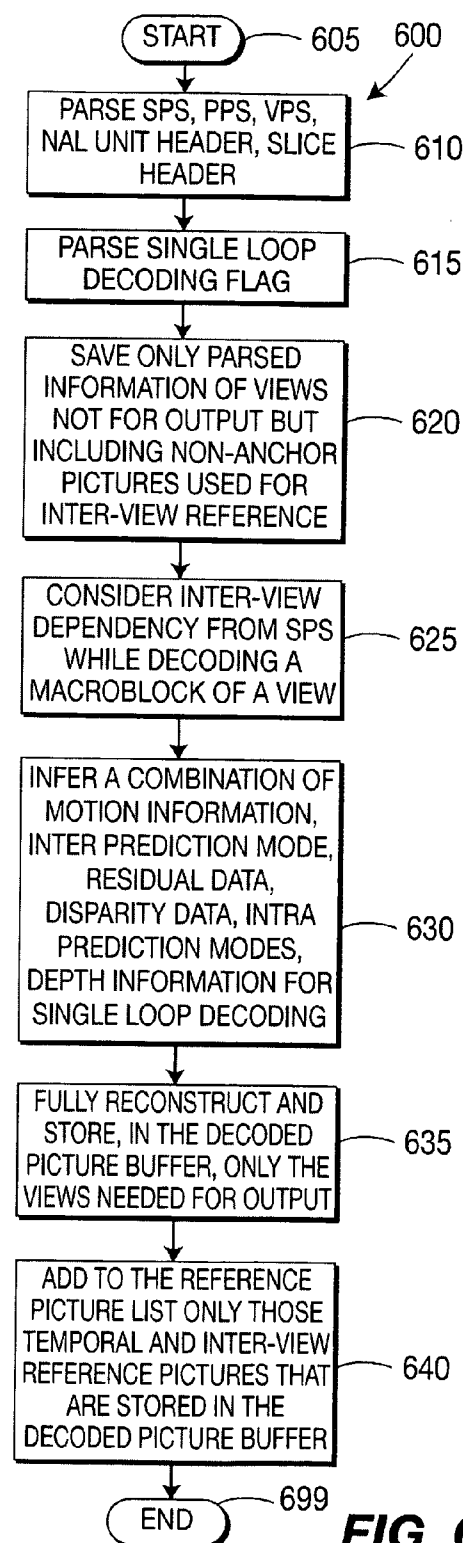 START
605
600
PARSE SPS, PPS, VPS,
NAL UNIT HEADER, SLICE
HEADER
610
PARSE SINGLE LOOP
DECODING FLAG
615
SAVE ONLY PARSED
INFORMATION OF VIEWS
NOT FOR OUTPUT BUT
INCLUDING NON-ANCHOR
PICTURES USED FOR
INTER-VIEW REFERENCE
620
CONSIDER INTER-VIEW
DEPENDENCY FROM SPS
WHILE DECODING A
MACROBLOCK OF A VIEW
625
INFER A COMBINATION OF
MOTION INFORMATION,
INTER PREDICTION MODE,
RESIDUAL DATA,
DISPARITY DATA, INTRA
PREDICTION MODES,
DEPTH INFORMATION FOR
SINGLE LOOP DECODING
630
FULLY RECONSTRUCT AND
STORE, IN THE DECODED
PICTURE BUFFER, ONLY THE
VIEWS NEEDED FOR OUTPUT
635
ADD TO THE REFERENCE
PICTURE LIST ONLY THOSE
TEMPORAL AND INTER-VIEW
REFERENCE PICTURES THAT
ARE STORED IN THE
DECODED PICTURE BUFFER
640
END
699
FIG.